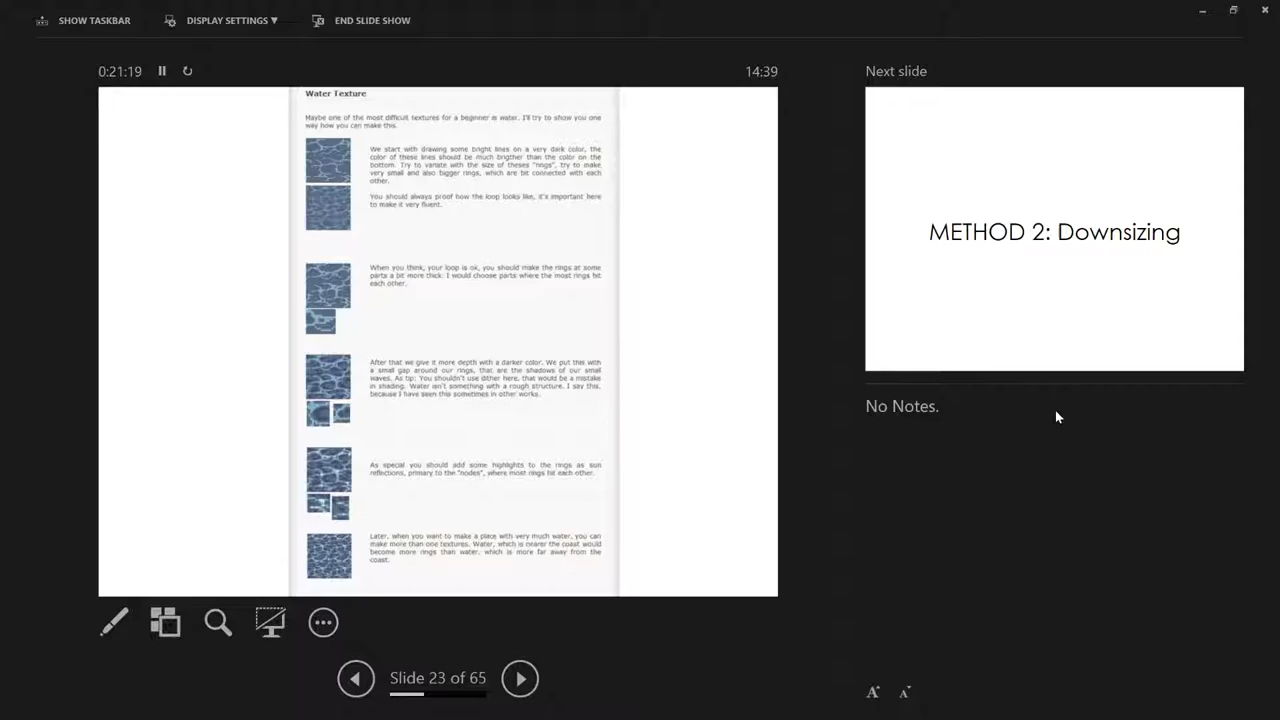 SHOW TASKBAR
DISPLAY SETTINGS ▼
END SLIDE SHOW
0:21:19
14:39
Next slide
Water Texture
Maybe one of the most difficult textures for a beginner is water. I'll try to show you one
way how you can make this.
We start with drawing some bright lines on a very dark color, the
color of these lines should be much brigther than the color on the
bottom. Try to variate with the size of theses "rings", try to make
very small and also bigger rings, which are bit connected with each
other.
You should always proof how the loop looks like, it's important here
to make it very fluent.
When you think, your loop is ok, you should make the rings at some
parts a bit more thick. I would choose parts where the most rings hit
each other.
After that we give it more depth with a darker color. We put this with
a small gap around our rings, that are the shadows of our small
waves. As tip: You shouldn't use dither here, that would be a mistake
in shading. Water isn't something with a rough structure. I say this,
because I have seen this sometimes in other works.
As special you should add some highlights to the rings as sun
reflections, primary to the "nodes", where most rings hit each other.
Later, when you want to make a place with very much water, you can
make more than one textures. Water, which is nearer the coast would
become more rings than water, which is more far away from the
coast.
METHOD 2: Downsizing
No Notes.
Slide 23 of 65
A A